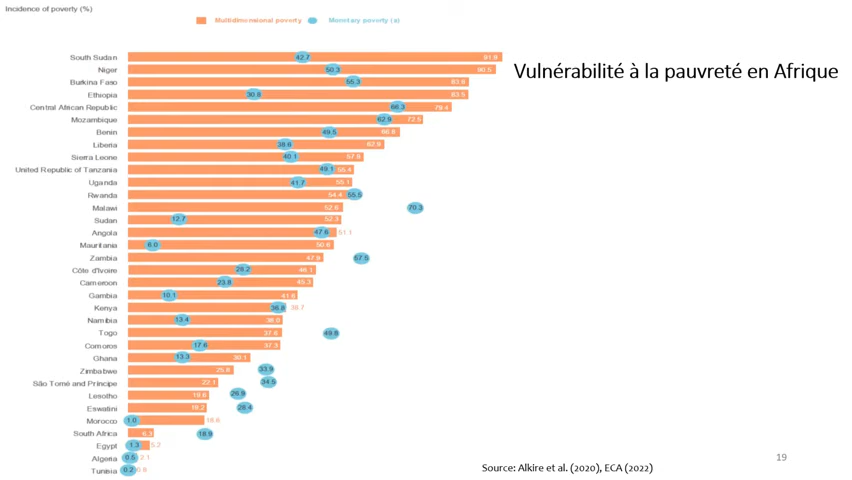 Incidence of poverty (%)
Multidimensional poverty Monetary poverty (a)
Vulnérabilité à la pauvreté en Afrique
South Sudan 42.7 91.9
Niger 50.3 90.5
Burkina Faso 55.3 83.8
Ethiopia 30.8 83.5
Central African Republic 66.3 79.4
Mozambique 62.9 72.5
Benin 49.5 66.8
Liberia 38.6 62.9
Sierra Leone 40.1 57.8
United Republic of Tanzania 49.1 55.4
Uganda 41.7 55.1
Rwanda 54.4 55.5
Malawi 52.6 70.3
Sudan 12.7 52.3
Angola 47.6 51.1
Mauritania 6.0 50.6
Zambia 47.9 57.5
Côte d'Ivoire 28.2 46.1
Cameroon 23.8 45.3
Gambia 10.1 41.6
Kenya 36.8 38.7
Namibia 13.4 38.0
Togo 37.6 49.8
Comoros 17.6 37.3
Ghana 13.3 30.1
Zimbabwe 25.8 33.9
São Tomé and Príncipe 22.1 34.5
Lesotho 19.6
Eswatini 19.2 28.4
Morocco 1.0 18.6
South Africa 6.3 18.9
Egypt 1.3 5.2
Algeria 0.5 2.1
Tunisia 0.2 0.8
19
Source: Alkire et al. (2020), ECA (2022)